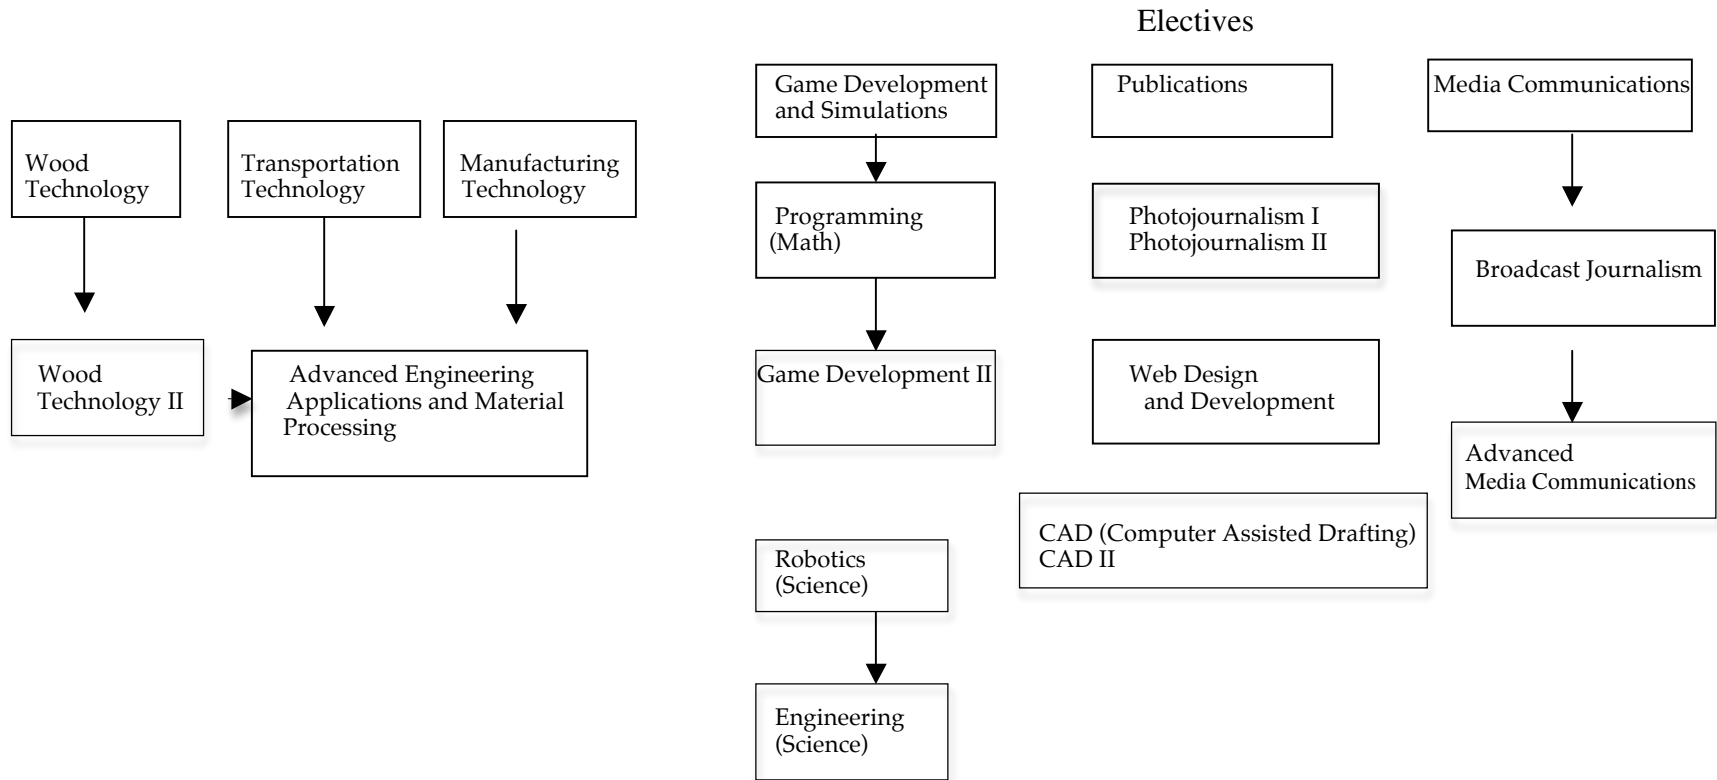 Electives
Wood
Technology
Transportation
Technology
Manufacturing
Technology
Wood
Technology II
Advanced Engineering
Applications and Material
Processing
Game Development
and Simulations
Programming
(Math)
Game Development II
Robotics
(Science)
Engineering
(Science)
Publications
Photojournalism I
Photojournalism II
Web Design
and Development
CAD (Computer Assisted Drafting)
CAD II
Media Communications
Broadcast Journalism
Advanced
Media Communications